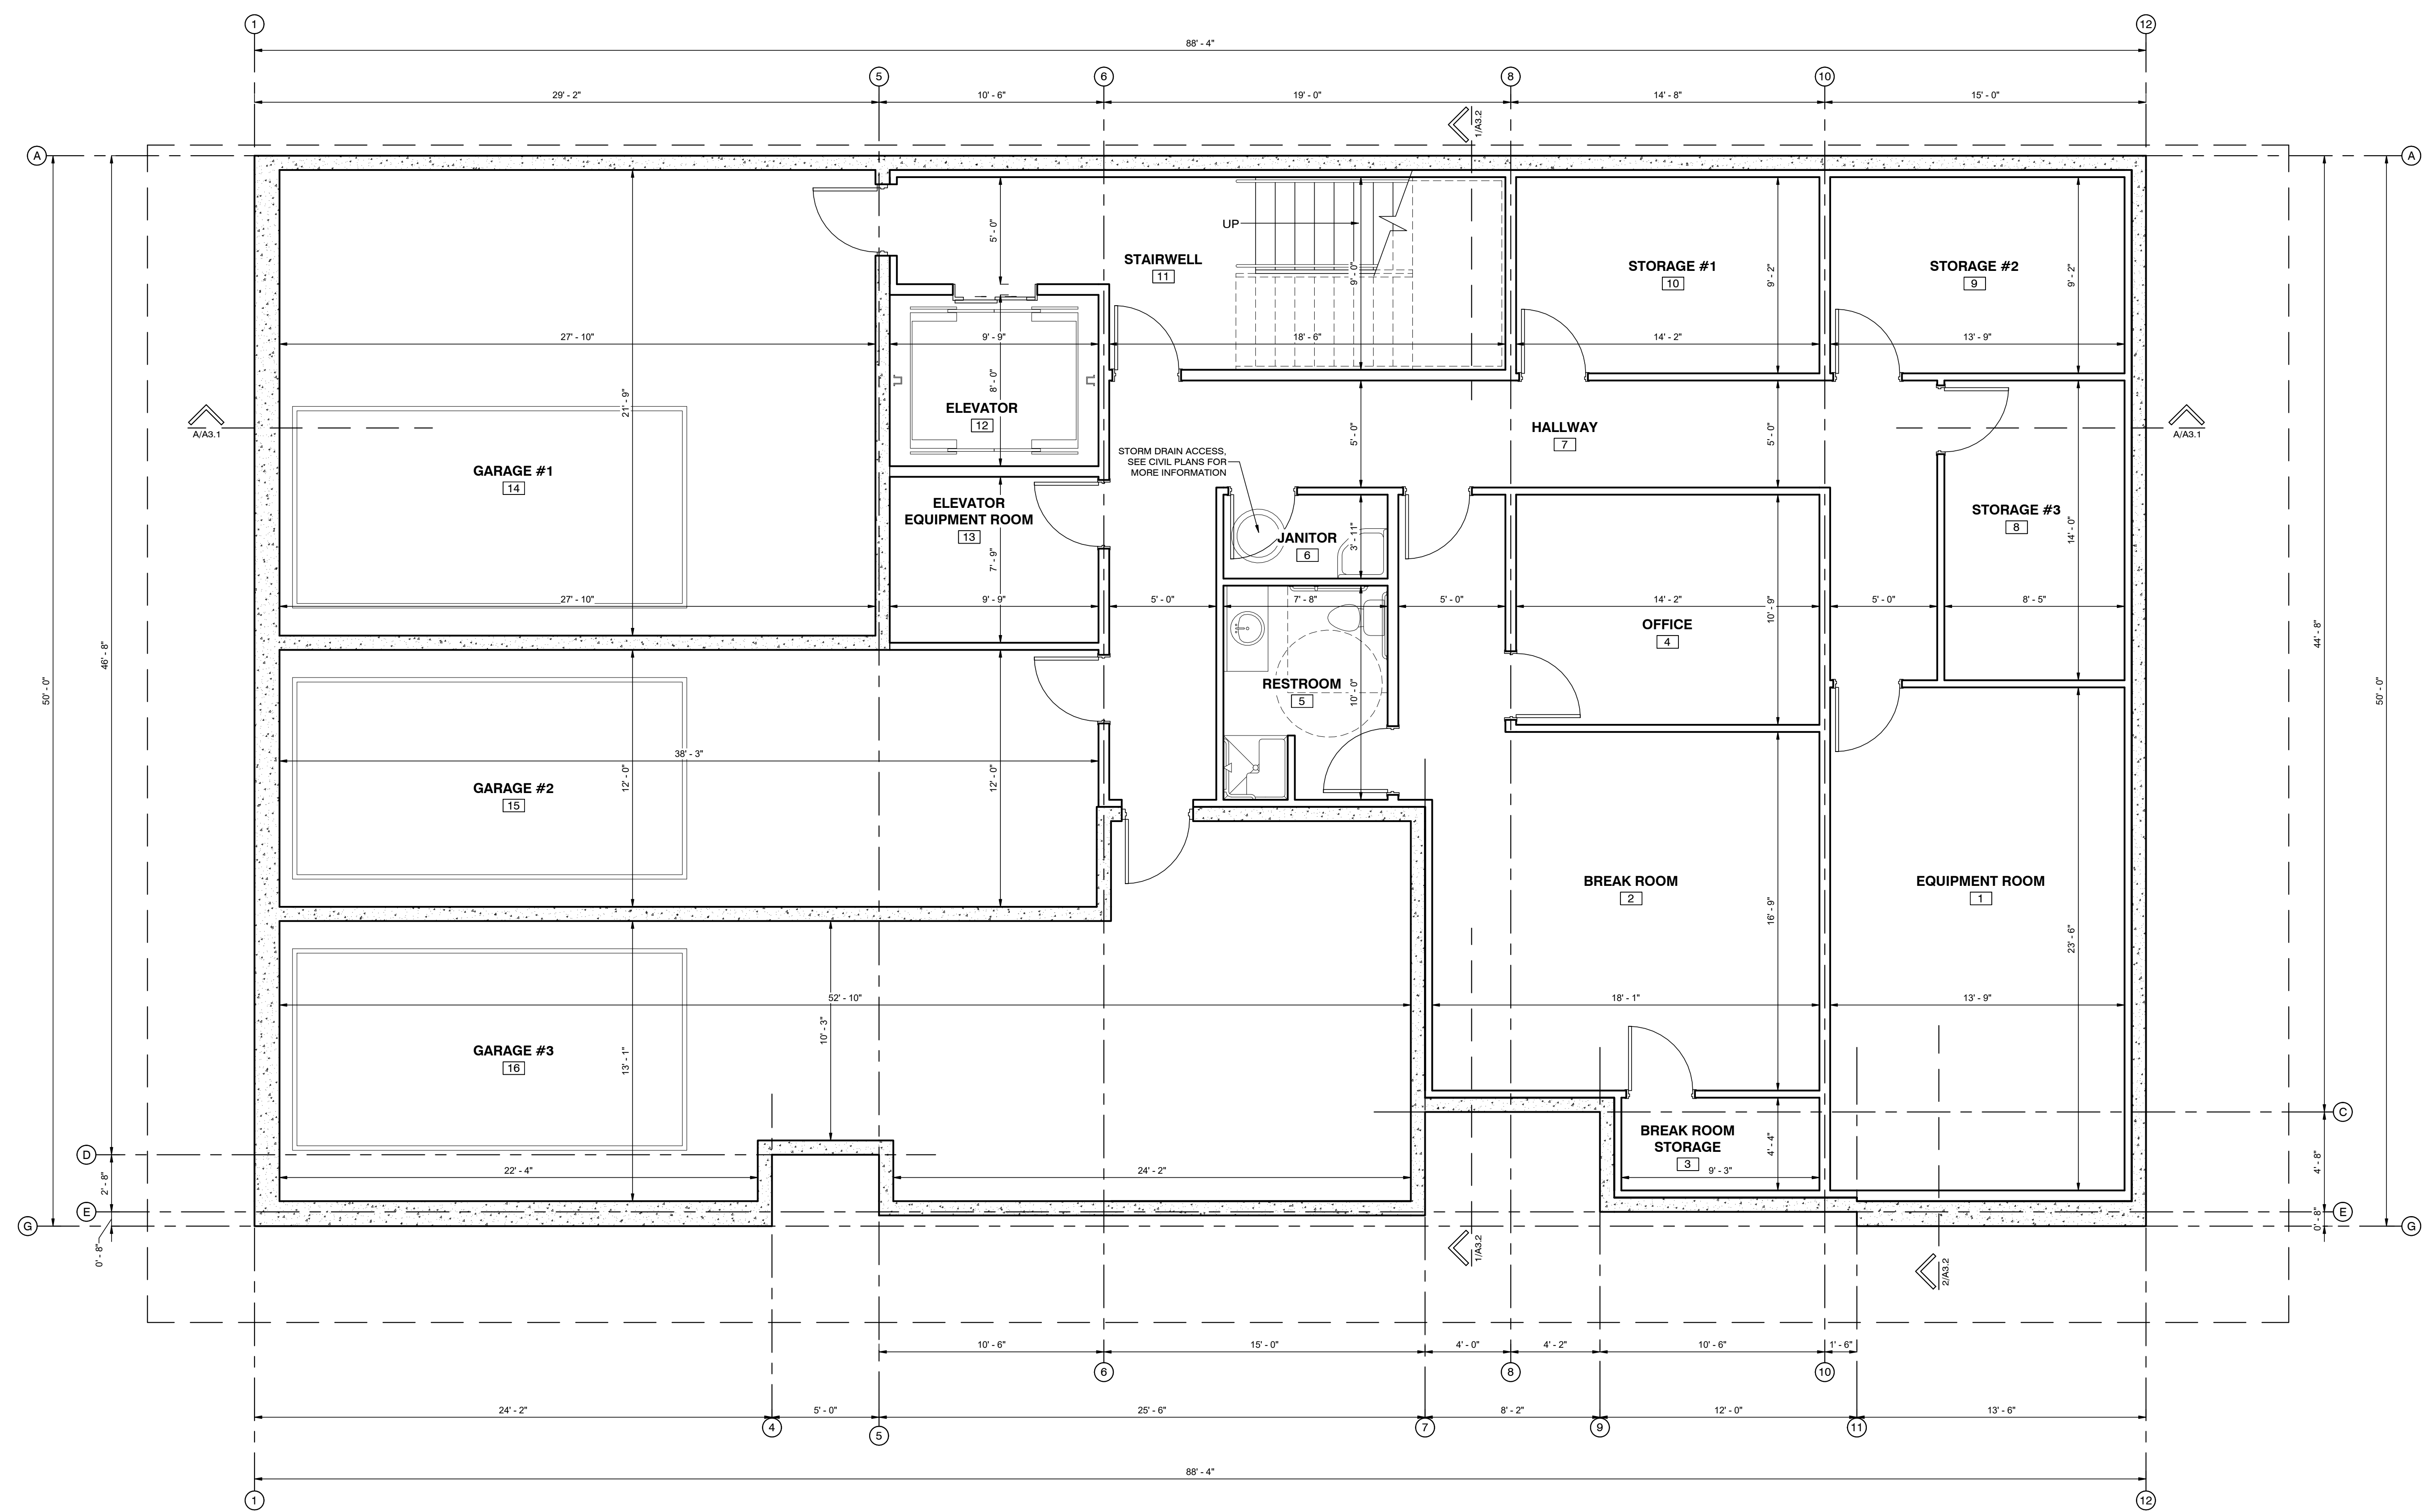 1
12
88' - 4"
5
6
8
10
29' - 2"
10' - 6"
19' - 0"
14' - 8"
15' - 0"
1/A3.2
A
A
5' - 0"
UP
STAIRWELL
11
9' - 0"
STORAGE #1
10
9' - 2"
STORAGE #2
9
9' - 2"
27' - 10"
9' - 9"
18' - 6"
14' - 2"
13' - 9"
21' - 9"
8' - 0"
ELEVATOR
12
A/A3.1
HALLWAY
7
5' - 0"
5' - 0"
A/A3.1
STORM DRAIN ACCESS,
SEE CIVIL PLANS FOR
MORE INFORMATION
GARAGE #1
14
ELEVATOR
EQUIPMENT ROOM
13
7' - 9"
JANITOR
6
3' - 11"
STORAGE #3
8
14' - 0"
27' - 10"
9' - 9"
5' - 0"
7' - 8"
5' - 0"
14' - 2"
10' - 9"
5' - 0"
8' - 5"
OFFICE
4
46' - 8"
44' - 8"
50' - 0"
50' - 0"
RESTROOM
5
10' - 0"
38' - 3"
GARAGE #2
15
12' - 0"
12' - 0"
BREAK ROOM
2
16' - 9"
EQUIPMENT ROOM
1
23' - 6"
52' - 10"
18' - 1"
13' - 9"
10' - 3"
GARAGE #3
16
13' - 1"
C
BREAK ROOM
STORAGE
3
4' - 4"
9' - 3"
D
22' - 4"
24' - 2"
2' - 8"
4' - 8"
E
E
G
G
0' - 8"
0' - 8"
1/A3.2
2/A3.2
10' - 6"
15' - 0"
4' - 0"
4' - 2"
10' - 6"
1' - 6"
6
8
10
24' - 2"
5' - 0"
25' - 6"
8' - 2"
12' - 0"
13' - 6"
4
5
7
9
11
88' - 4"
1
12